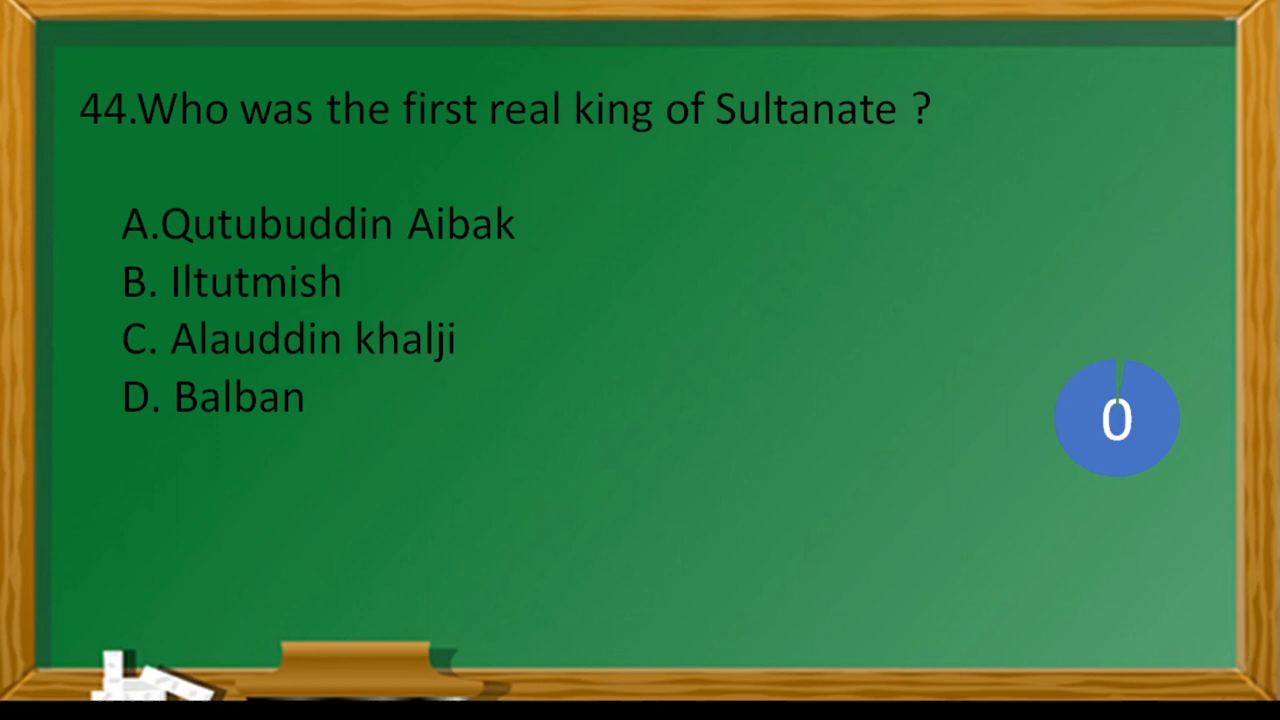 44.Who was the first real king of Sultanate ?
A.Qutubuddin Aibak
B. Iltutmish
C. Alauddin khalji
D. Balban
0